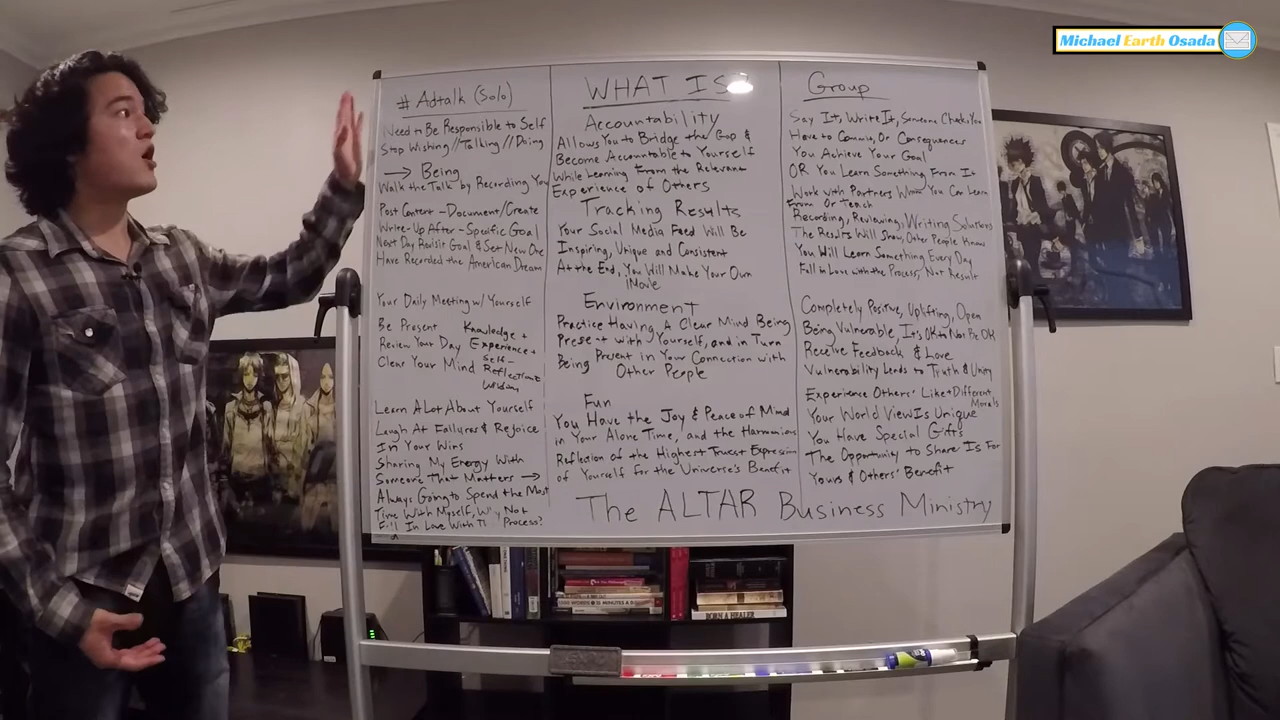 Michael Earth Osada
# Adtalk (Solo)
Need to Be Responsible to Self
Stop Wishing//Talking//Doing
→ Being
Walk the Talk by Recording You
Post Content - Document/Create
Write-Up After - Specific Goal
Next Day Revisit Goal & Set New One
Have Recorded the American Dream
Your Daily Meeting w/ Yourself
Be Present
Review Your Day
Clear Your Mind
Knowledge +
Experience +
Self-
Reflection =
Wisdom
Learn A Lot About Yourself
Laugh At Failures & Rejoice
In Your Wins
Sharing My Energy With
Someone That Matters →
Always Going to Spend the Most
Time With Myself, Why Not
Fall In Love With The Process?
WHAT IS
Accountability
Allows You to Bridge the Gap &
Become Accountable to Yourself
While Learning From the Relevant
Experience of Others
Tracking Results
Your Social Media Feed Will Be
Inspiring, Unique and Consistent
At the End, You Will Make Your Own
iMovie
Environment
Practice Having A Clear Mind Being
Present with Yourself, and in Turn
Being Present in Your Connection with
Other People
Fun
You Have the Joy & Peace of Mind
in Your Alone Time, and the Harmonious
Reflection of the Highest Truest Expression
of Yourself for the Universe's Benefit
Group
Say It, Write It, Someone Checks You
Have to Commit, Or Consequences
You Achieve Your Goal
OR You Learn Something From It
Work with Partners Whom You Can Learn
From Or Teach
Recording, Reviewing, Writing Solutions
The Results Will Show, Other People Know
You Will Learn Something Every Day
Fall in Love with the Process, Not Result
Completely Positive, Uplifting, Open
Being Vulnerable, It's OK to Not Be OK
Receive Feedback & Love
Vulnerability Leads to Truth & Unity
Experience Others' Like + Different
Morals
Your World View Is Unique
You Have Special Gifts
The Opportunity to Share Is For
Yours & Others' Benefit
The ALTAR Business Ministry
BORN A HEALER